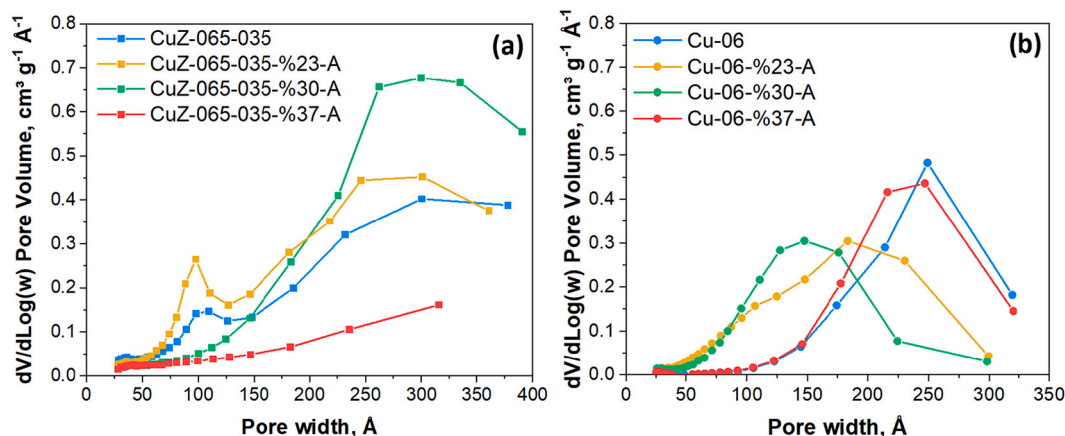 (a)
CuZ-065-035
CuZ-065-035-%23-A
CuZ-065-035-%30-A
CuZ-065-035-%37-A
dV/dLog(w) Pore Volume, cm³ g⁻¹ Å⁻¹
0.8
0.7
0.6
0.5
0.4
0.3
0.2
0.1
0.0
0 50 100 150 200 250 300 350 400
Pore width, Å
(b)
Cu-06
Cu-06-%23-A
Cu-06-%30-A
Cu-06-%37-A
dV/dLog(w) Pore Volume, cm³ g⁻¹ Å⁻¹
0.8
0.7
0.6
0.5
0.4
0.3
0.2
0.1
0.0
0 50 100 150 200 250 300 350
Pore width, Å